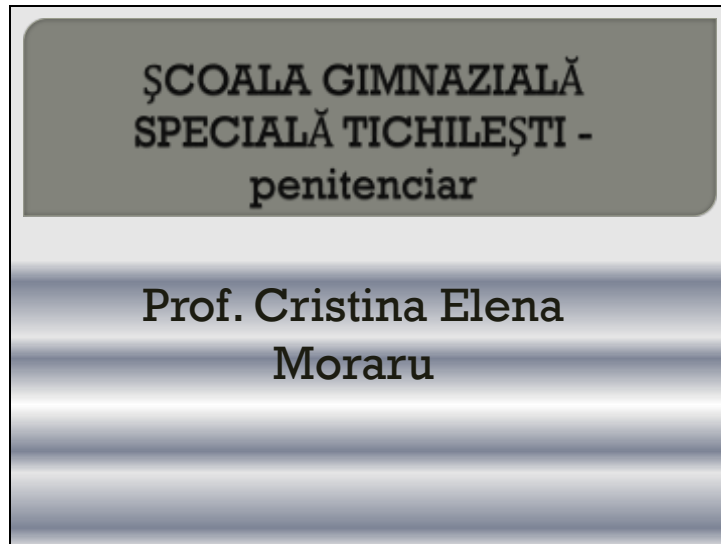 ŞCOALA GIMNAZIALĂ
SPECIALĂ TICHILEŞTI -
penitenciar
Prof. Cristina Elena
Moraru